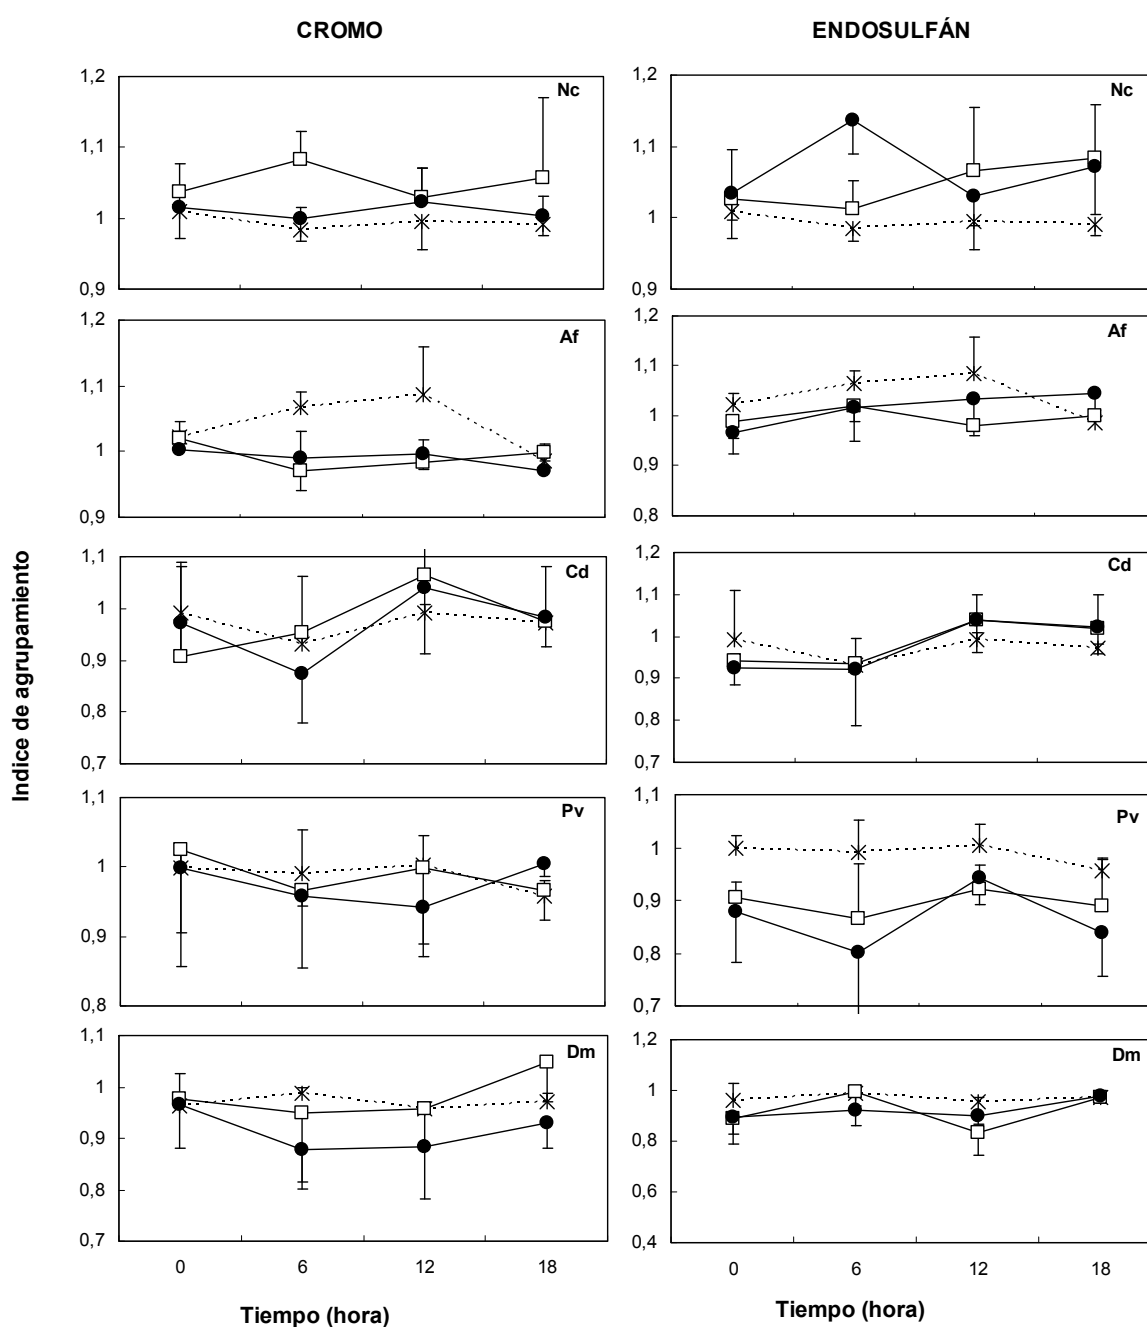 CROMO
ENDOSULFÁN
1,2
1,1
1
0,9
Nc
1,2
1,1
1
0,9
Nc
1,2
1,1
1
0,9
Af
1,2
1,1
1
0,9
0,8
Af
Indice de agrupamiento
1,1
1
0,9
0,8
0,7
Cd
1,2
1,1
1
0,9
0,8
0,7
Cd
1,1
1
0,9
0,8
Pv
1,1
1
0,9
0,8
0,7
Pv
1,1
1
0,9
0,8
0,7
Dm
1,2
1
0,8
0,6
0,4
Dm
0 6 12 18
0 6 12 18
Tiempo (hora)
Tiempo (hora)